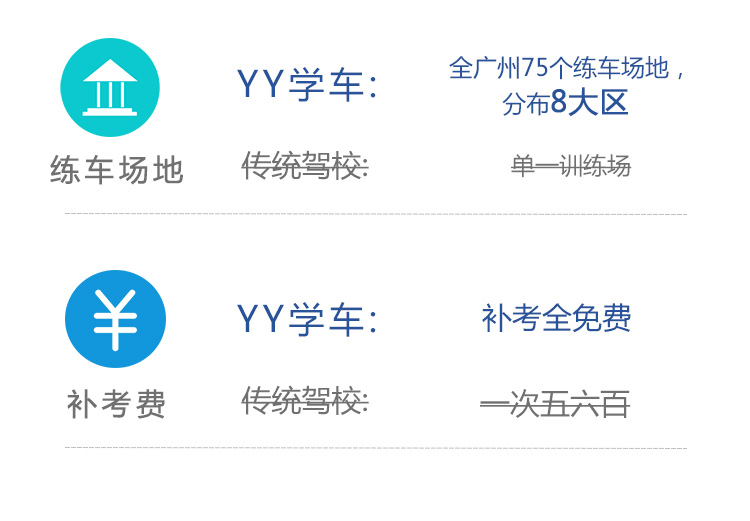 YY学车:
全广州75个练车场地，
分布8大区
练车场地
传统驾校:
单一训练场
YY学车:
补考全免费
补考费
传统驾校:
一次五六百